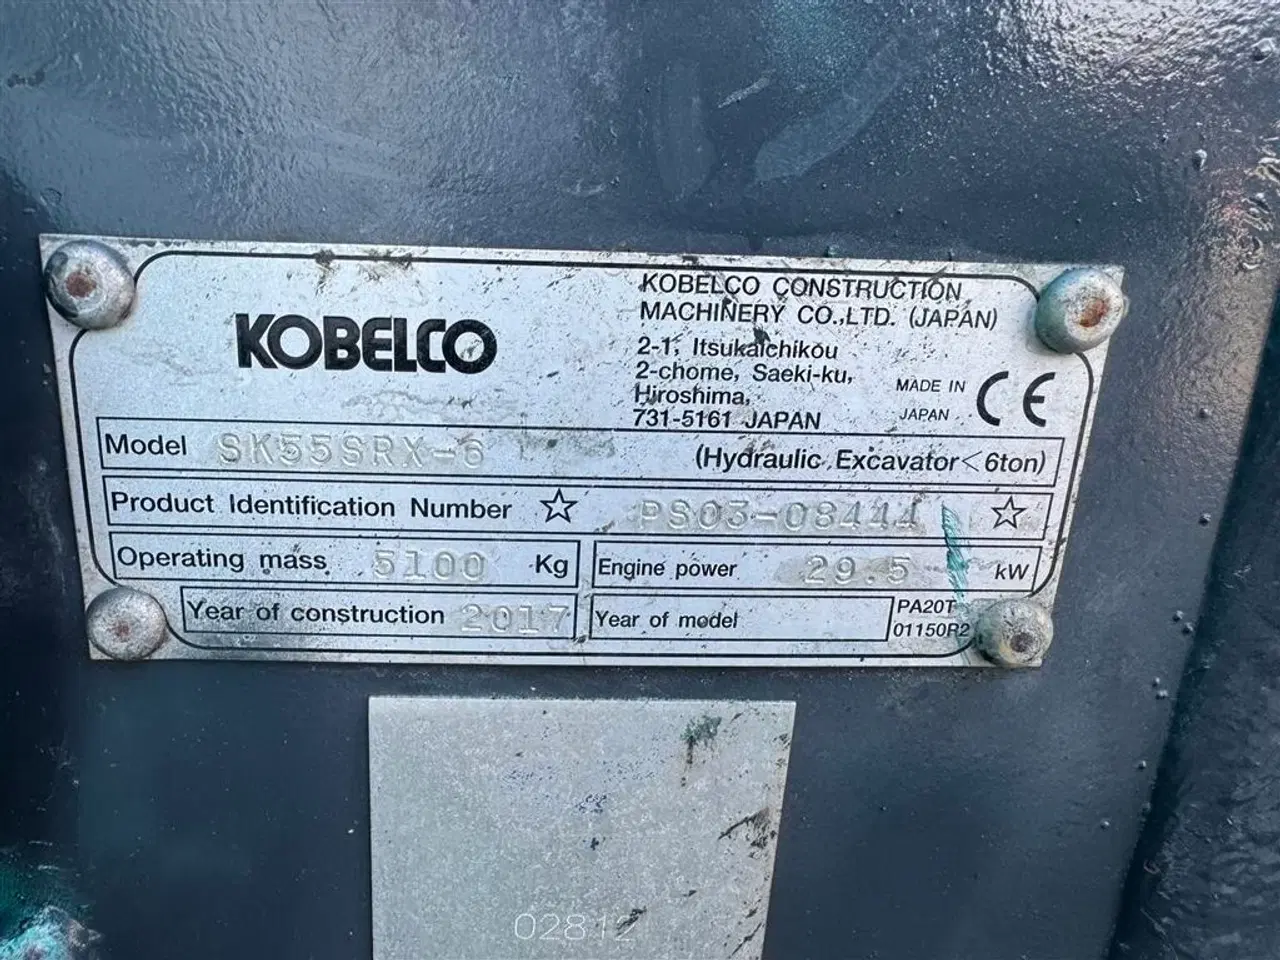 KOBELCO
KOBELCO CONSTRUCTION
MACHINERY CO.,LTD. (JAPAN)
2-1, Itsukaichikou
2-chome, Saeki-ku,
Hiroshima,
731-5161 JAPAN
MADE IN
JAPAN
CE
Model SK55SRX-6 (Hydraulic Excavator<6ton)
Product Identification Number ☆ PS03-08444 ☆
Operating mass 5100 Kg
Engine power 29.5 kW
Year of construction 2017
Year of model
PA20T
01150P2
02812